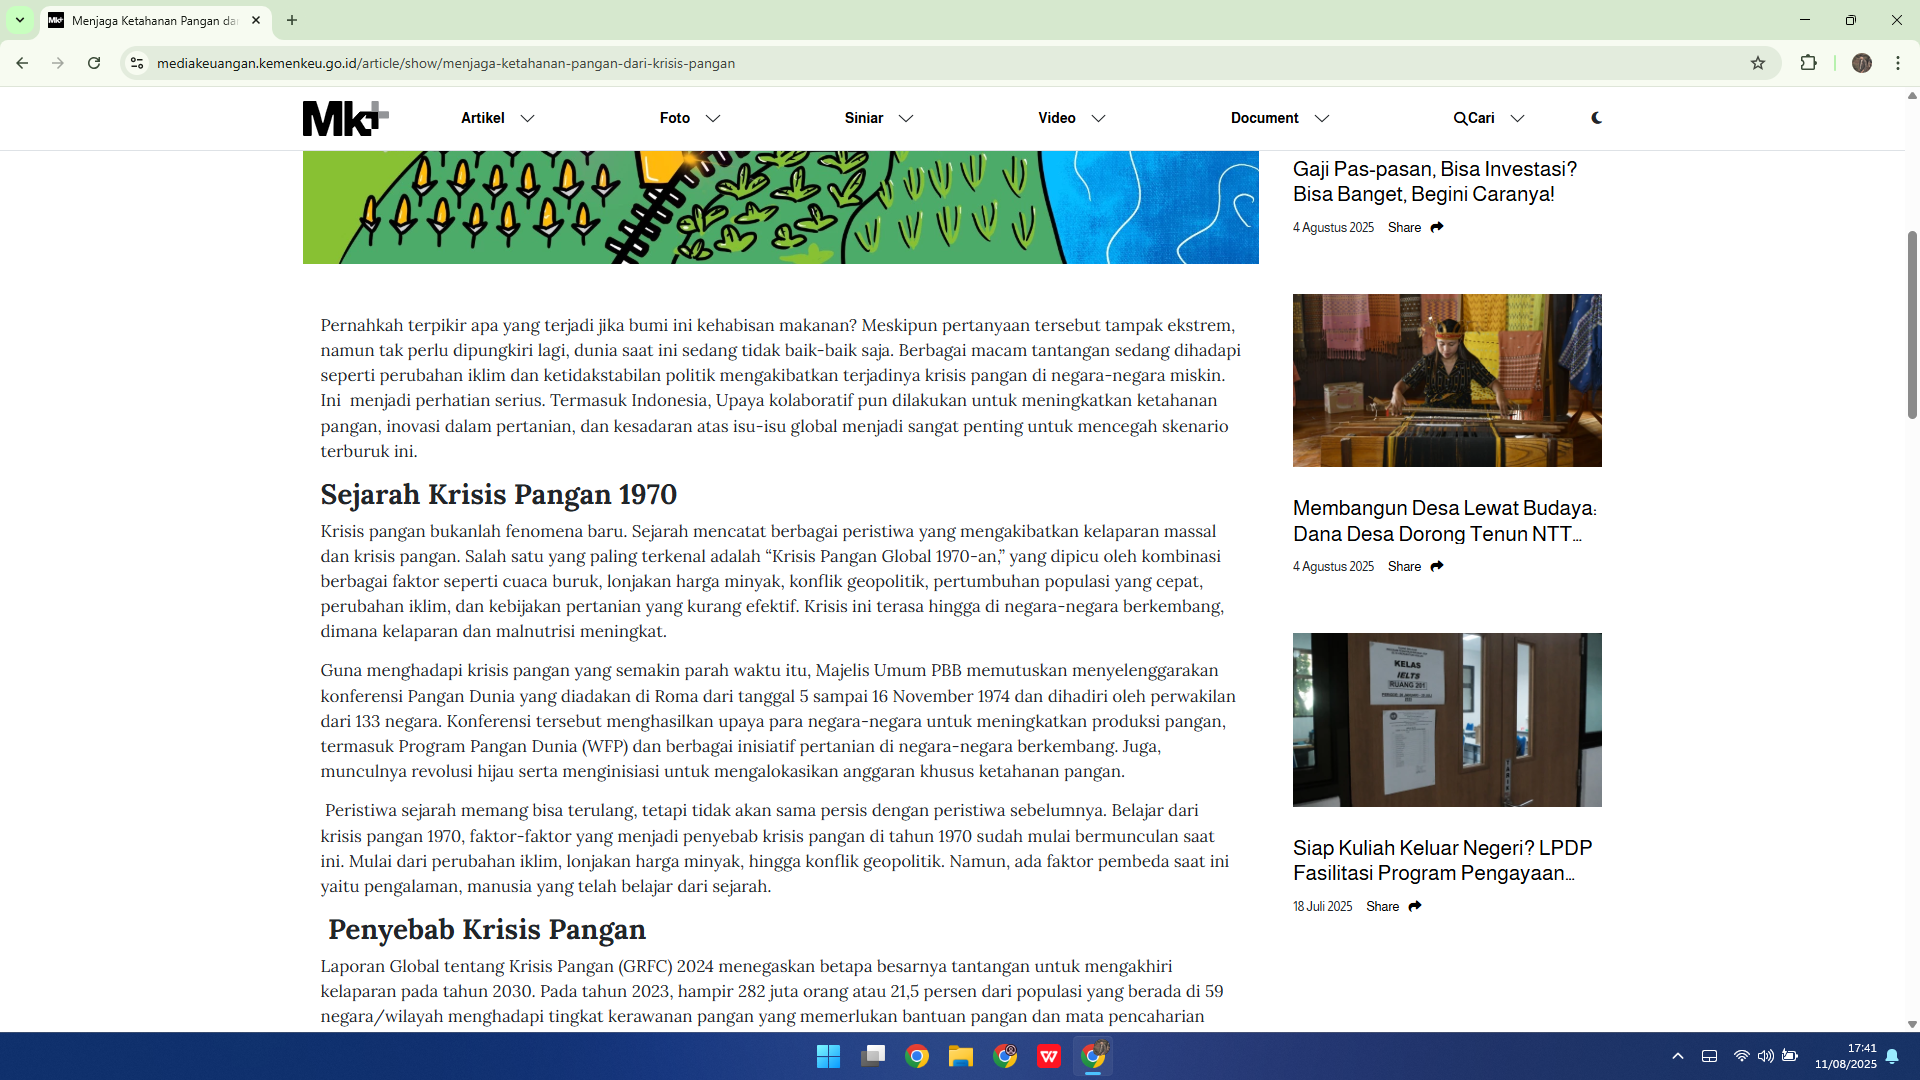 Menjaga Ketahanan Pangan da
mediakeuangan.kemenkeu.go.id/article/show/menjaga-ketahanan-pangan-dari-krisis-pangan
Mk+
Artikel
Foto
Siniar
Video
Document
Cari
Pernahkah terpikir apa yang terjadi jika bumi ini kehabisan makanan? Meskipun pertanyaan tersebut tampak ekstrem,
namun tak perlu dipungkiri lagi, dunia saat ini sedang tidak baik-baik saja. Berbagai macam tantangan sedang dihadapi
seperti perubahan iklim dan ketidakstabilan politik mengakibatkan terjadinya krisis pangan di negara-negara miskin.
Ini  menjadi perhatian serius. Termasuk Indonesia, Upaya kolaboratif pun dilakukan untuk meningkatkan ketahanan
pangan, inovasi dalam pertanian, dan kesadaran atas isu-isu global menjadi sangat penting untuk mencegah skenario
terburuk ini.
Sejarah Krisis Pangan 1970
Krisis pangan bukanlah fenomena baru. Sejarah mencatat berbagai peristiwa yang mengakibatkan kelaparan massal
dan krisis pangan. Salah satu yang paling terkenal adalah “Krisis Pangan Global 1970-an,” yang dipicu oleh kombinasi
berbagai faktor seperti cuaca buruk, lonjakan harga minyak, konflik geopolitik, pertumbuhan populasi yang cepat,
perubahan iklim, dan kebijakan pertanian yang kurang efektif. Krisis ini terasa hingga di negara-negara berkembang,
dimana kelaparan dan malnutrisi meningkat.
Guna menghadapi krisis pangan yang semakin parah waktu itu, Majelis Umum PBB memutuskan menyelenggarakan
konferensi Pangan Dunia yang diadakan di Roma dari tanggal 5 sampai 16 November 1974 dan dihadiri oleh perwakilan
dari 133 negara. Konferensi tersebut menghasilkan upaya para negara-negara untuk meningkatkan produksi pangan,
termasuk Program Pangan Dunia (WFP) dan berbagai inisiatif pertanian di negara-negara berkembang. Juga,
munculnya revolusi hijau serta menginisiasi untuk mengalokasikan anggaran khusus ketahanan pangan.
Peristiwa sejarah memang bisa terulang, tetapi tidak akan sama persis dengan peristiwa sebelumnya. Belajar dari
krisis pangan 1970, faktor-faktor yang menjadi penyebab krisis pangan di tahun 1970 sudah mulai bermunculan saat
ini. Mulai dari perubahan iklim, lonjakan harga minyak, hingga konflik geopolitik. Namun, ada faktor pembeda saat ini
yaitu pengalaman, manusia yang telah belajar dari sejarah.
Penyebab Krisis Pangan
Laporan Global tentang Krisis Pangan (GRFC) 2024 menegaskan betapa besarnya tantangan untuk mengakhiri
kelaparan pada tahun 2030. Pada tahun 2023, hampir 282 juta orang atau 21,5 persen dari populasi yang berada di 59
negara/wilayah menghadapi tingkat kerawanan pangan yang memerlukan bantuan pangan dan mata pencaharian
Gaji Pas-pasan, Bisa Investasi?
Bisa Banget, Begini Caranya!
4 Agustus 2025 Share
Membangun Desa Lewat Budaya:
Dana Desa Dorong Tenun NTT...
4 Agustus 2025 Share
KELAS
IELTS
RUANG 201
Siap Kuliah Keluar Negeri? LPDP
Fasilitasi Program Pengayaan...
18 Juli 2025 Share
17:41
11/08/2025